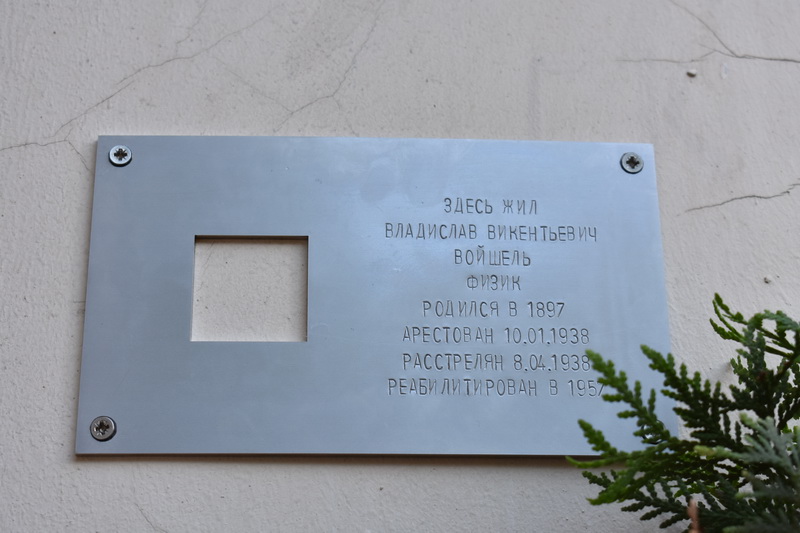 ЗДЕСЬ ЖИЛ
ВЛАДИСЛАВ ВИКЕНТЬЕВИЧ
ВОЙШЕЛЬ
ФИЗИК
РОДИЛСЯ В 1897
АРЕСТОВАН 10.01.1938
РАССТРЕЛЯН 8.04.1938
РЕАБИЛИТИРОВАН В 1957